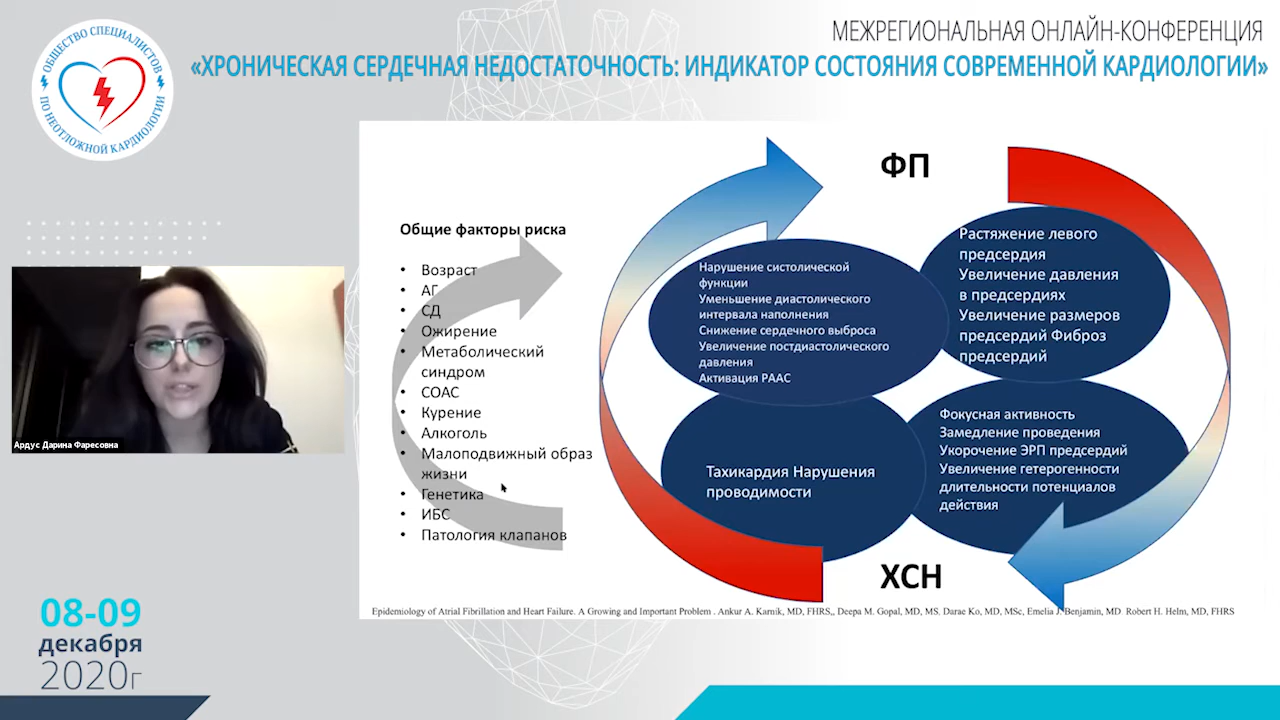 МЕЖРЕГИОНАЛЬНАЯ ОНЛАЙН-КОНФЕРЕНЦИЯ
«ХРОНИЧЕСКАЯ СЕРДЕЧНАЯ НЕДОСТАТОЧНОСТЬ: ИНДИКАТОР СОСТОЯНИЯ СОВРЕМЕННОЙ КАРДИОЛОГИИ»
ОБЩЕСТВО СПЕЦИАЛИСТОВ
ПО НЕОТЛОЖНОЙ КАРДИОЛОГИИ
Ардус Дарина Фаресовна
08-09
декабря
2020г
Общие факторы риска
• Возраст
• АГ
• СД
• Ожирение
• Метаболический
синдром
• СОАС
• Курение
• Алкоголь
• Малоподвижный образ
жизни
• Генетика
• ИБС
• Патология клапанов
ФП
Нарушение систолической
функции
Уменьшение диастолического
интервала наполнения
Снижение сердечного выброса
Увеличение постдиастолического
давления
Активация РААС
Растяжение левого
предсердия
Увеличение давления
в предсердиях
Увеличение размеров
предсердий Фиброз
предсердий
Тахикардия Нарушения
проводимости
Фокусная активность
Замедление проведения
Укорочение ЭРП предсердий
Увеличение гетерогенности
длительности потенциалов
действия
ХСН
Epidemiology of Atrial Fibrillation and Heart Failure. A Growing and Important Problem . Ankur A. Karnik, MD, FHRS,, Deepa M. Gopal, MD, MS. Darae Ko, MD, MSc, Emelia J. Benjamin, MD Robert H. Helm, MD, FHRS